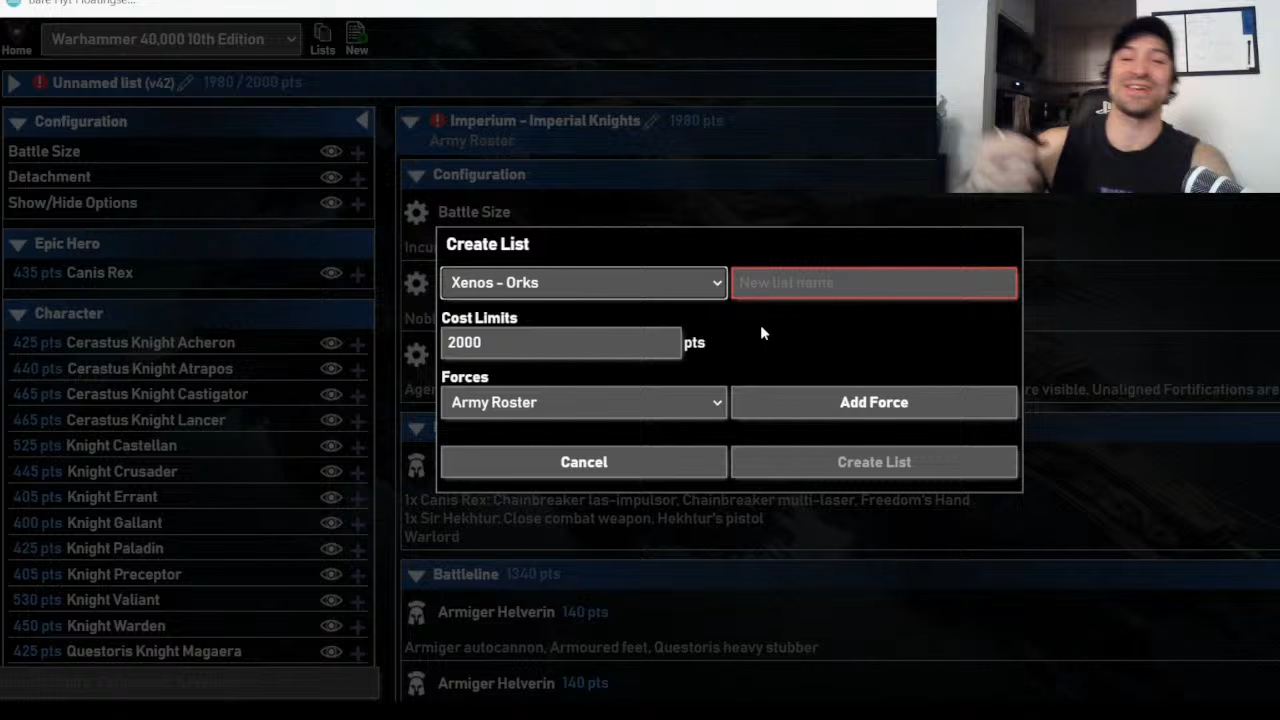 Home
Warhammer 40,000 10th Edition
Lists
New
Unnamed list (v42)
1980 / 2000 pts
Configuration
Battle Size
Detachment
Show/Hide Options
Epic Hero
435 pts Canis Rex
Character
425 pts Cerastus Knight Acheron
440 pts Cerastus Knight Atrapos
465 pts Cerastus Knight Castigator
465 pts Cerastus Knight Lancer
525 pts Knight Castellan
445 pts Knight Crusader
405 pts Knight Errant
400 pts Knight Gallant
425 pts Knight Paladin
405 pts Knight Preceptor
530 pts Knight Valiant
450 pts Knight Warden
425 pts Questoris Knight Magaera
Imperium - Imperial Knights 1980 pts
Army Roster
Configuration
Battle Size
Create List
Xenos - Orks
New list name
Cost Limits
2000 pts
Forces
Army Roster
Add Force
Cancel
Create List
re visible, Unaligned Fortifications are
1x Canis Rex: Chainbreaker las-impulsor, Chainbreaker multi-laser, Freedom's Hand
1x Sir Hekhtur: Close combat weapon, Hekhtur's pistol
Warlord
Battleline 1340 pts
Armiger Helverin 140 pts
Armiger autocannon, Armoured feet, Questoris heavy stubber
Armiger Helverin 140 pts